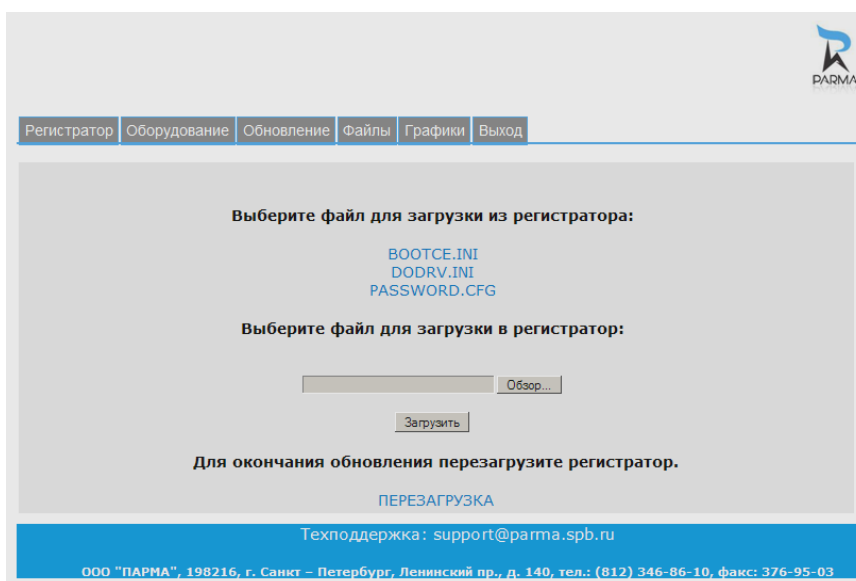 PARMA
Регистратор Оборудование Обновление Файлы Графики Выход
Выберите файл для загрузки из регистратора:
BOOTCE.INI
DODRV.INI
PASSWORD.CFG
Выберите файл для загрузки в регистратор:
Обзор...
Загрузить
Для окончания обновления перезагрузите регистратор.
ПЕРЕЗАГРУЗКА
Техподдержка: support@parma.spb.ru
ООО "ПАРМА", 198216, г. Санкт – Петербург, Ленинский пр., д. 140, тел.: (812) 346-86-10, факс: 376-95-03